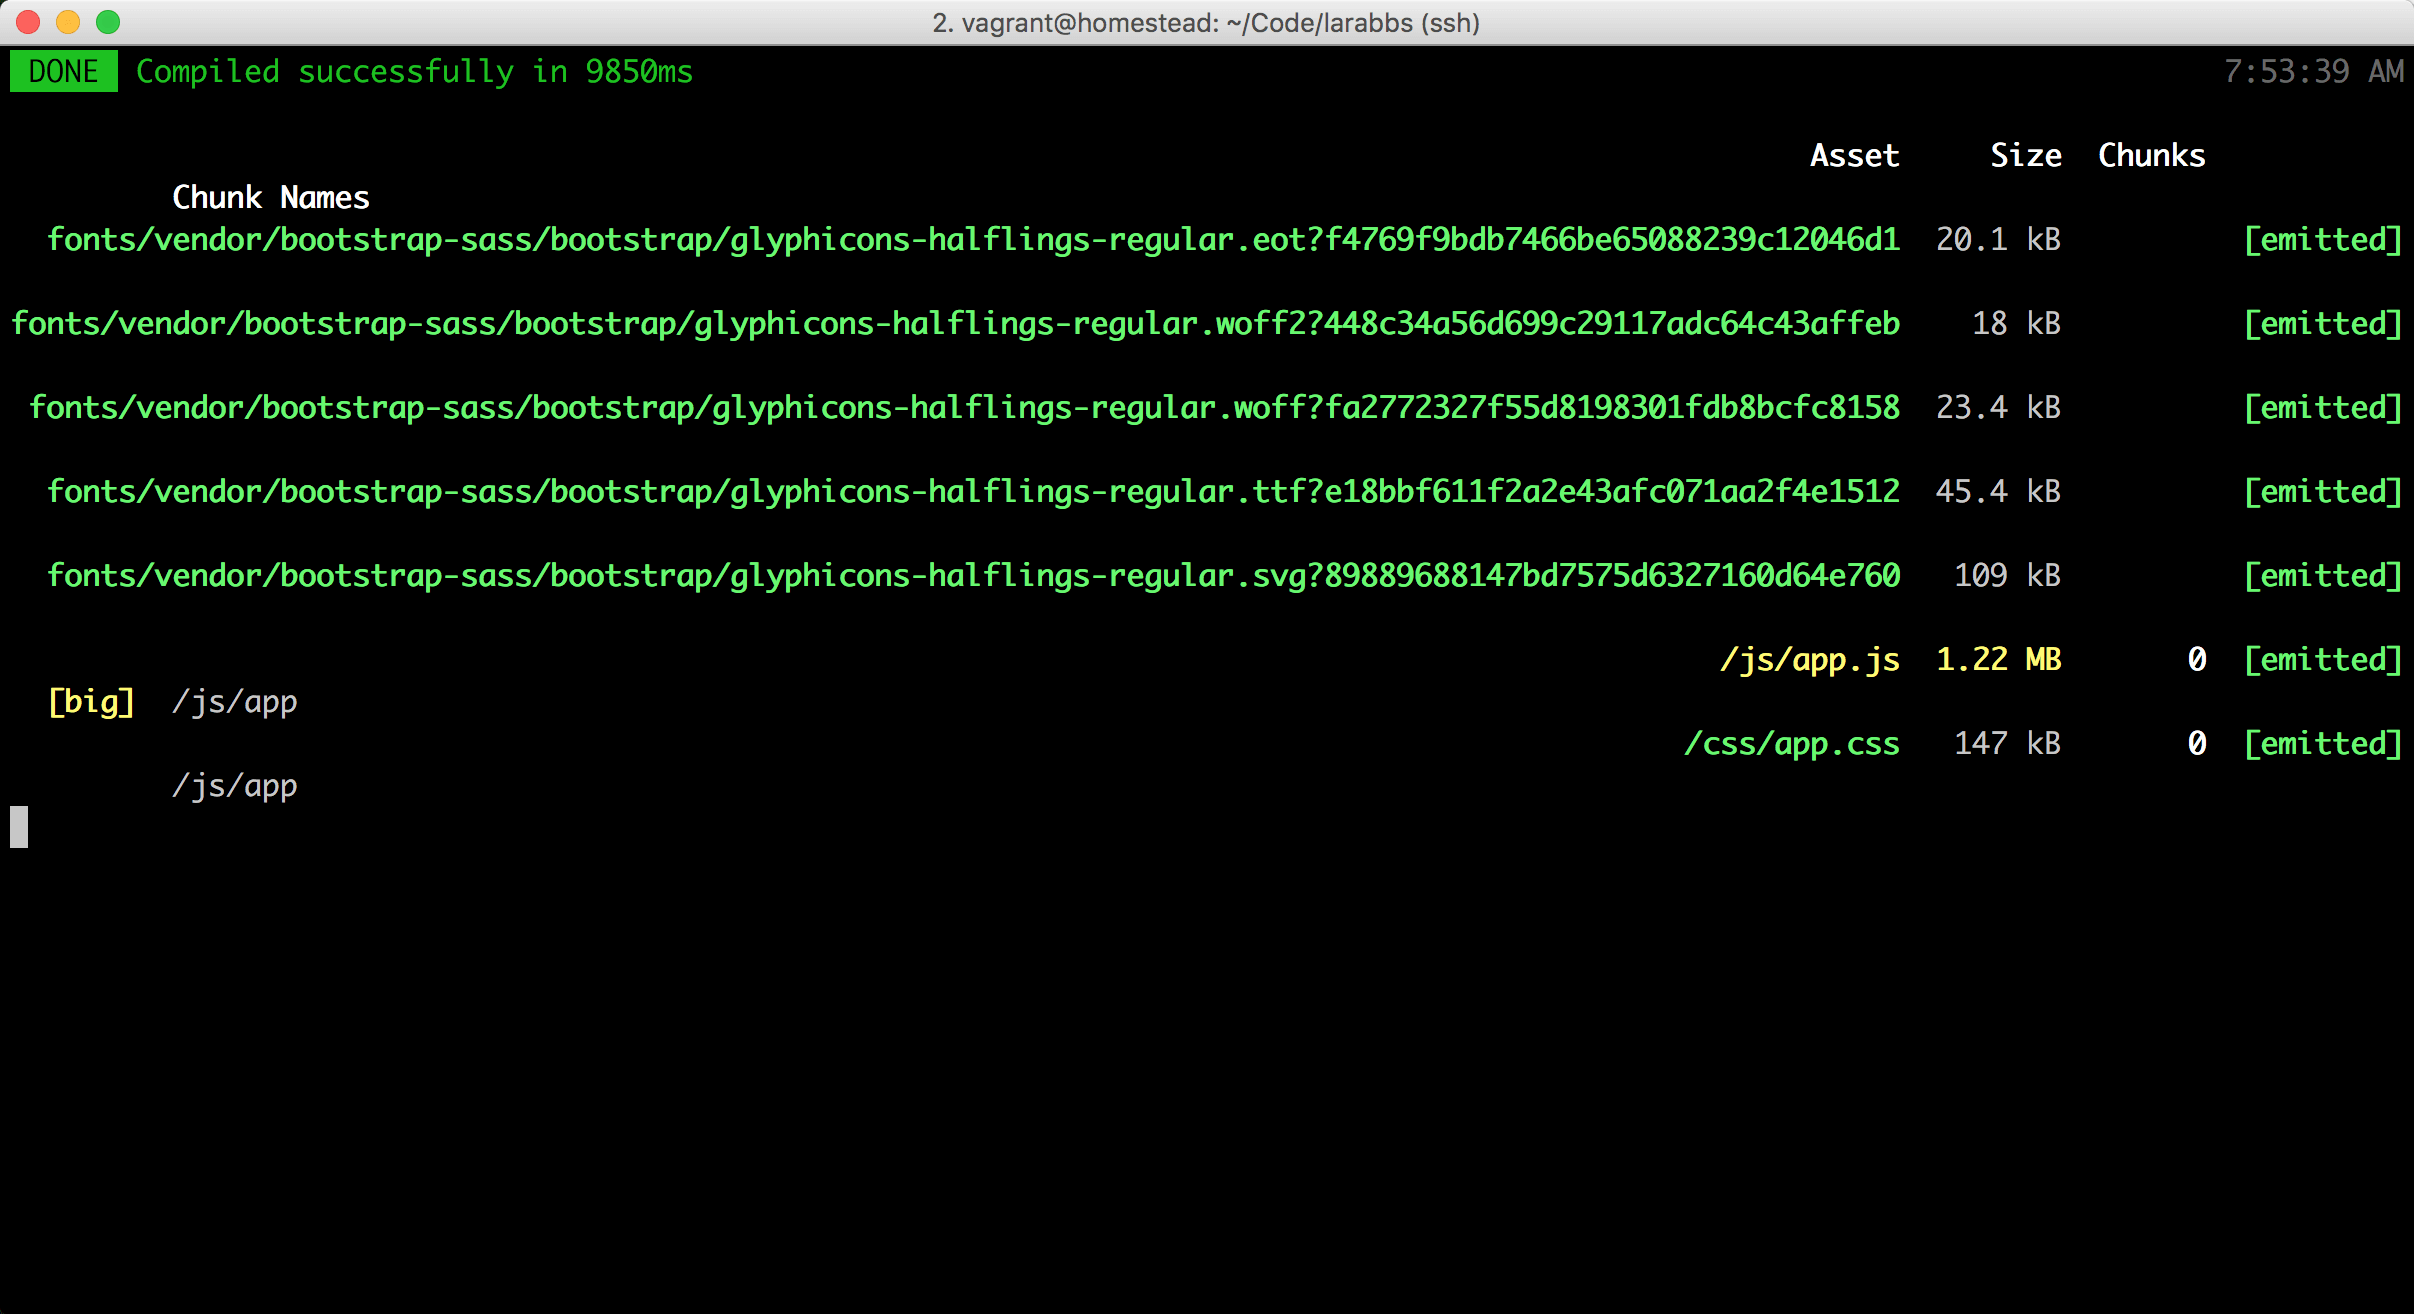 2. vagrant@homestead: ~/Code/larabbs (ssh)
DONE Compiled successfully in 9850ms 7:53:39 AM
Asset Size Chunks
Chunk Names
fonts/vendor/bootstrap-sass/bootstrap/glyphicons-halflings-regular.eot?f4769f9bdb7466be65088239c12046d1 20.1 kB [emitted]
fonts/vendor/bootstrap-sass/bootstrap/glyphicons-halflings-regular.woff2?448c34a56d699c29117adc64c43affeb 18 kB [emitted]
fonts/vendor/bootstrap-sass/bootstrap/glyphicons-halflings-regular.woff?fa2772327f55d8198301fdb8bcfc8158 23.4 kB [emitted]
fonts/vendor/bootstrap-sass/bootstrap/glyphicons-halflings-regular.ttf?e18bbf611f2a2e43afc071aa2f4e1512 45.4 kB [emitted]
fonts/vendor/bootstrap-sass/bootstrap/glyphicons-halflings-regular.svg?89889688147bd7575d6327160d64e760 109 kB [emitted]
/js/app.js 1.22 MB 0 [emitted]
[big] /js/app
/css/app.css 147 kB 0 [emitted]
/js/app